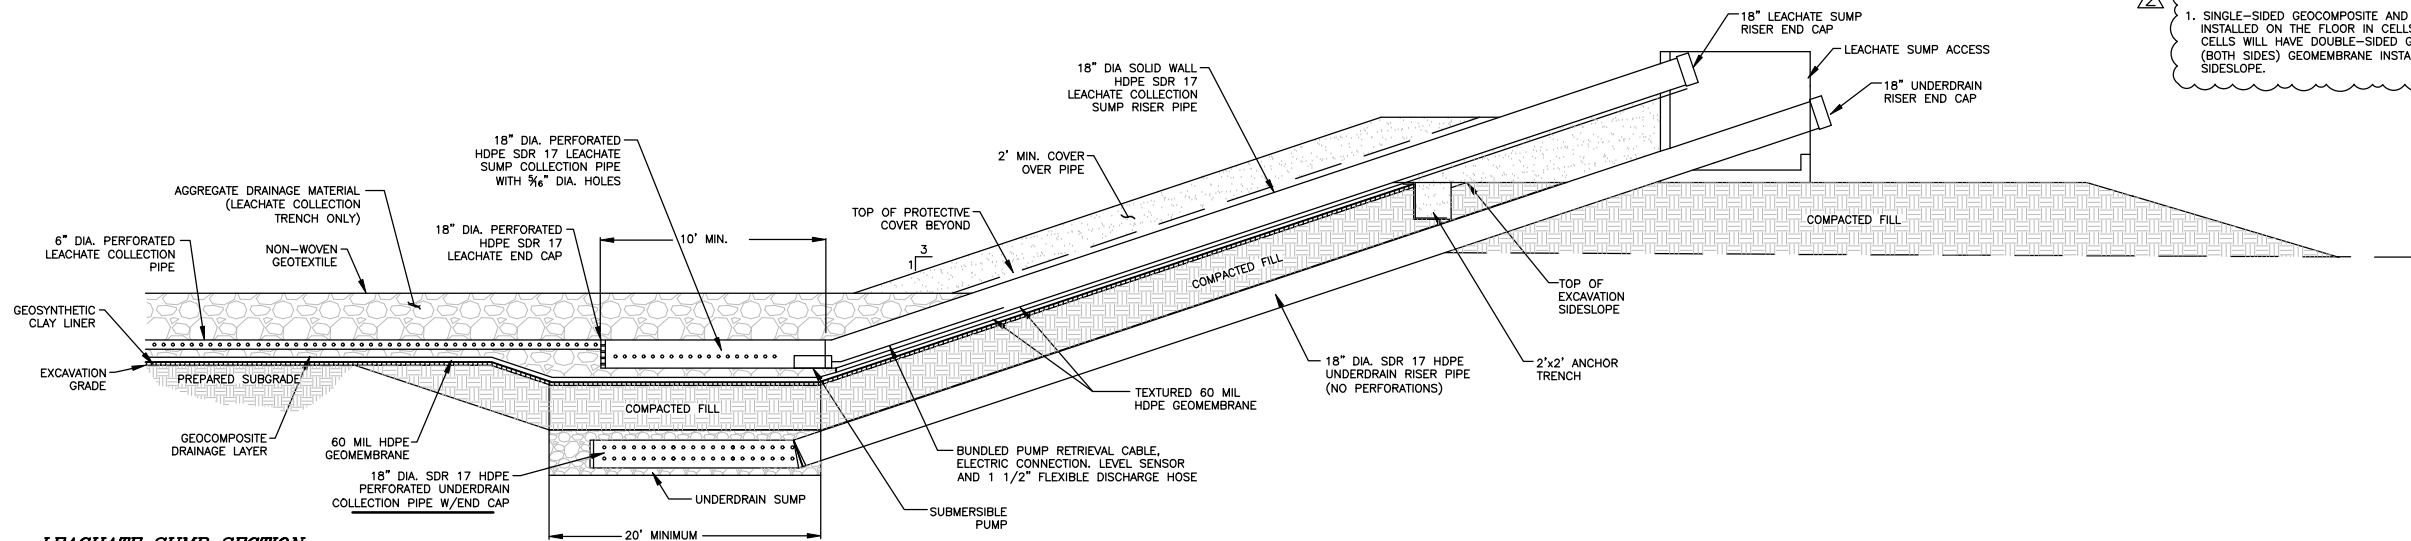 2
1. SINGLE-SIDED GEOCOMPOSITE AND
INSTALLED ON THE FLOOR IN CELLS
CELLS WILL HAVE DOUBLE-SIDED G
(BOTH SIDES) GEOMEMBRANE INSTA
SIDESLOPE.
18" LEACHATE SUMP
RISER END CAP
LEACHATE SUMP ACCESS
18" UNDERDRAIN
RISER END CAP
18" DIA SOLID WALL
HDPE SDR 17
LEACHATE COLLECTION
SUMP RISER PIPE
18" DIA. PERFORATED
HDPE SDR 17 LEACHATE
SUMP COLLECTION PIPE
WITH 5/16" DIA. HOLES
2' MIN. COVER
OVER PIPE
AGGREGATE DRAINAGE MATERIAL
(LEACHATE COLLECTION
TRENCH ONLY)
TOP OF PROTECTIVE
COVER BEYOND
18" DIA. PERFORATED
HDPE SDR 17
LEACHATE END CAP
10' MIN.
6" DIA. PERFORATED
LEACHATE COLLECTION
PIPE
NON-WOVEN
GEOTEXTILE
3
1
COMPACTED FILL
COMPACTED FILL
TOP OF
EXCAVATION
SIDESLOPE
GEOSYNTHETIC
CLAY LINER
EXCAVATION
GRADE
PREPARED SUBGRADE
18" DIA. SDR 17 HDPE
UNDERDRAIN RISER PIPE
(NO PERFORATIONS)
2'x2' ANCHOR
TRENCH
COMPACTED FILL
TEXTURED 60 MIL
HDPE GEOMEMBRANE
GEOCOMPOSITE
DRAINAGE LAYER
60 MIL HDPE
GEOMEMBRANE
BUNDLED PUMP RETRIEVAL CABLE,
ELECTRIC CONNECTION. LEVEL SENSOR
AND 1 1/2" FLEXIBLE DISCHARGE HOSE
18" DIA. SDR 17 HDPE
PERFORATED UNDERDRAIN
COLLECTION PIPE W/END CAP
UNDERDRAIN SUMP
SUBMERSIBLE
PUMP
20' MINIMUM
LEACHATE SUMP SECTION